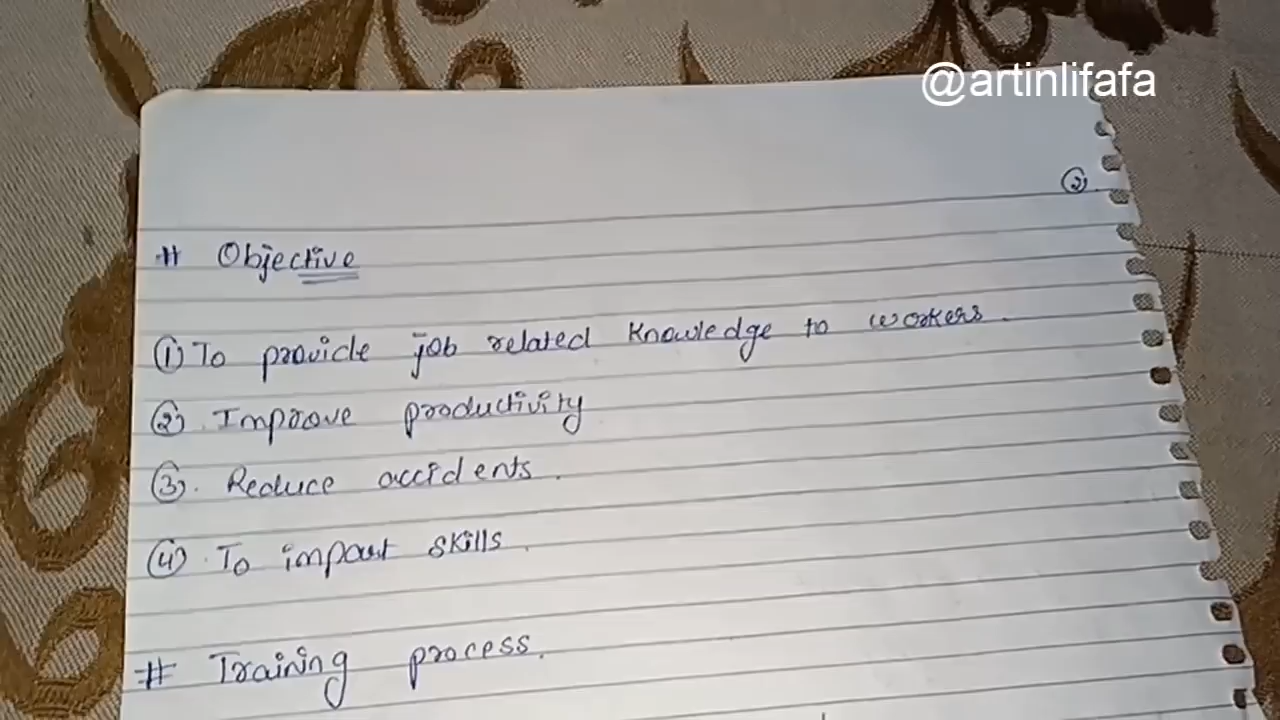 @artinlifafa
②
# Objective
① To provide job related knowledge to workers.
② Improve productivity
③. Reduce accidents.
④. To impart skills.
# Training process.